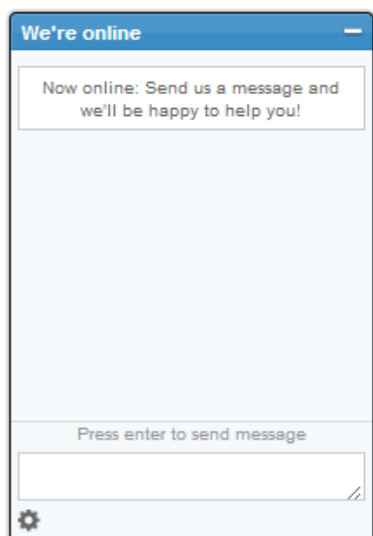 We're online
Now online: Send us a message and
we'll be happy to help you!
Press enter to send message